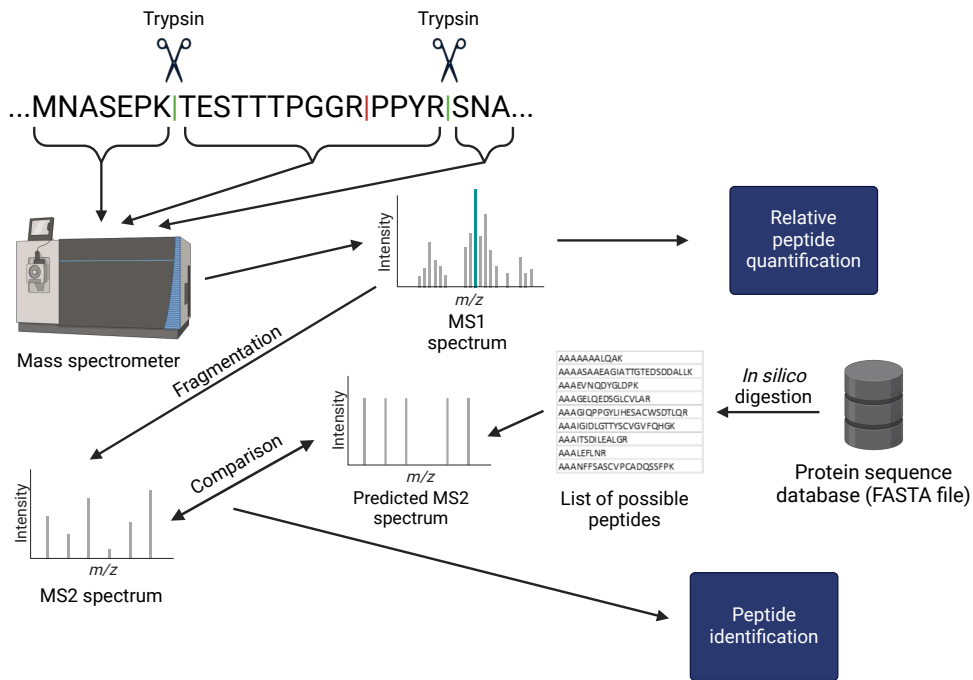 Trypsin
Trypsin
...MNASEPK|TESTTTPGGR|PPYR|SNA...
Intensity
m/z
MS1
spectrum
Relative
peptide
quantification
Mass spectrometer
Fragmentation
Intensity
m/z
Predicted MS2
spectrum
AAAAAAALQAK
AAAASAAEAGIATTGTEDSDDALLK
AAAEVNQDYGLDPK
AAAGELQEDSGLCVLAR
AAAGIQPPGYLIHESACWSDTLQR
AAAIGIDLGTTYSCVGVFQHGK
AAAITSDILEALGR
AAALEFLNR
AAANFFSASCVPCADQSSFPK
List of possible
peptides
In silico
digestion
Protein sequence
database (FASTA file)
Comparison
Intensity
m/z
MS2 spectrum
Peptide
identification